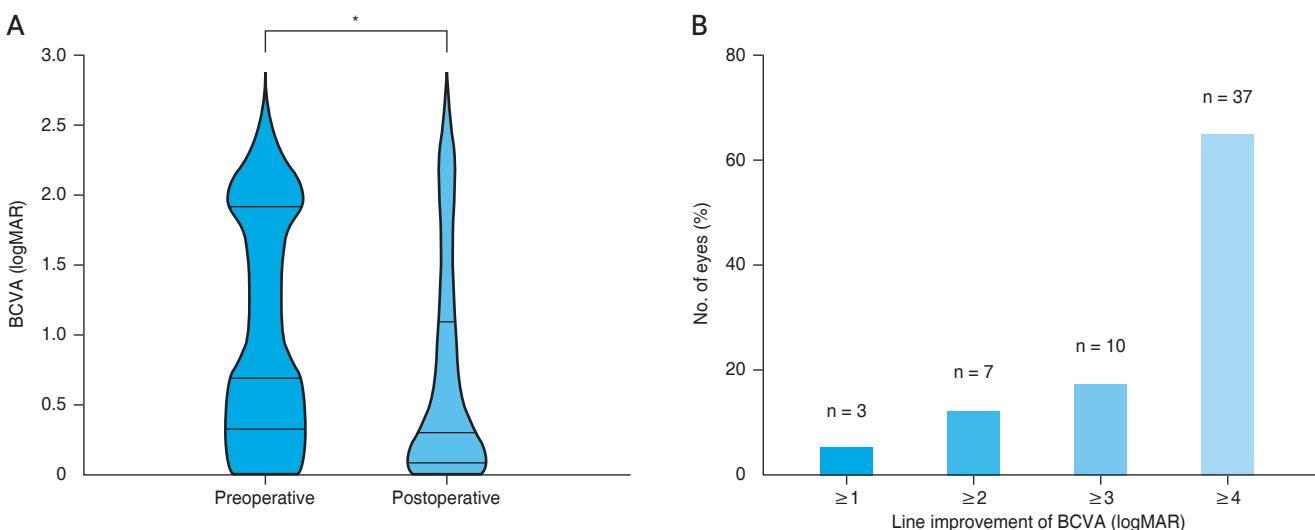 A
*
BCVA (logMAR)
3.0
2.5
2.0
1.5
1.0
0.5
0
Preoperative
Postoperative
B
No. of eyes (%)
80
60
40
20
0
n = 3
n = 7
n = 10
n = 37
≥1
≥2
≥3
≥4
Line improvement of BCVA (logMAR)